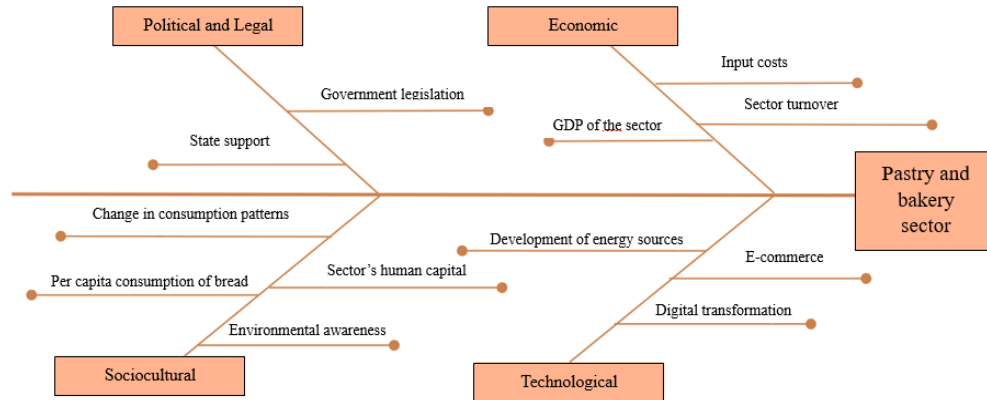 Political and Legal
Economic
Input costs
Government legislation
Sector turnover
GDP of the sector
State support
Pastry and
bakery
sector
Change in consumption patterns
Development of energy sources
E-commerce
Sector's human capital
Per capita consumption of bread
Digital transformation
Environmental awareness
Sociocultural
Technological